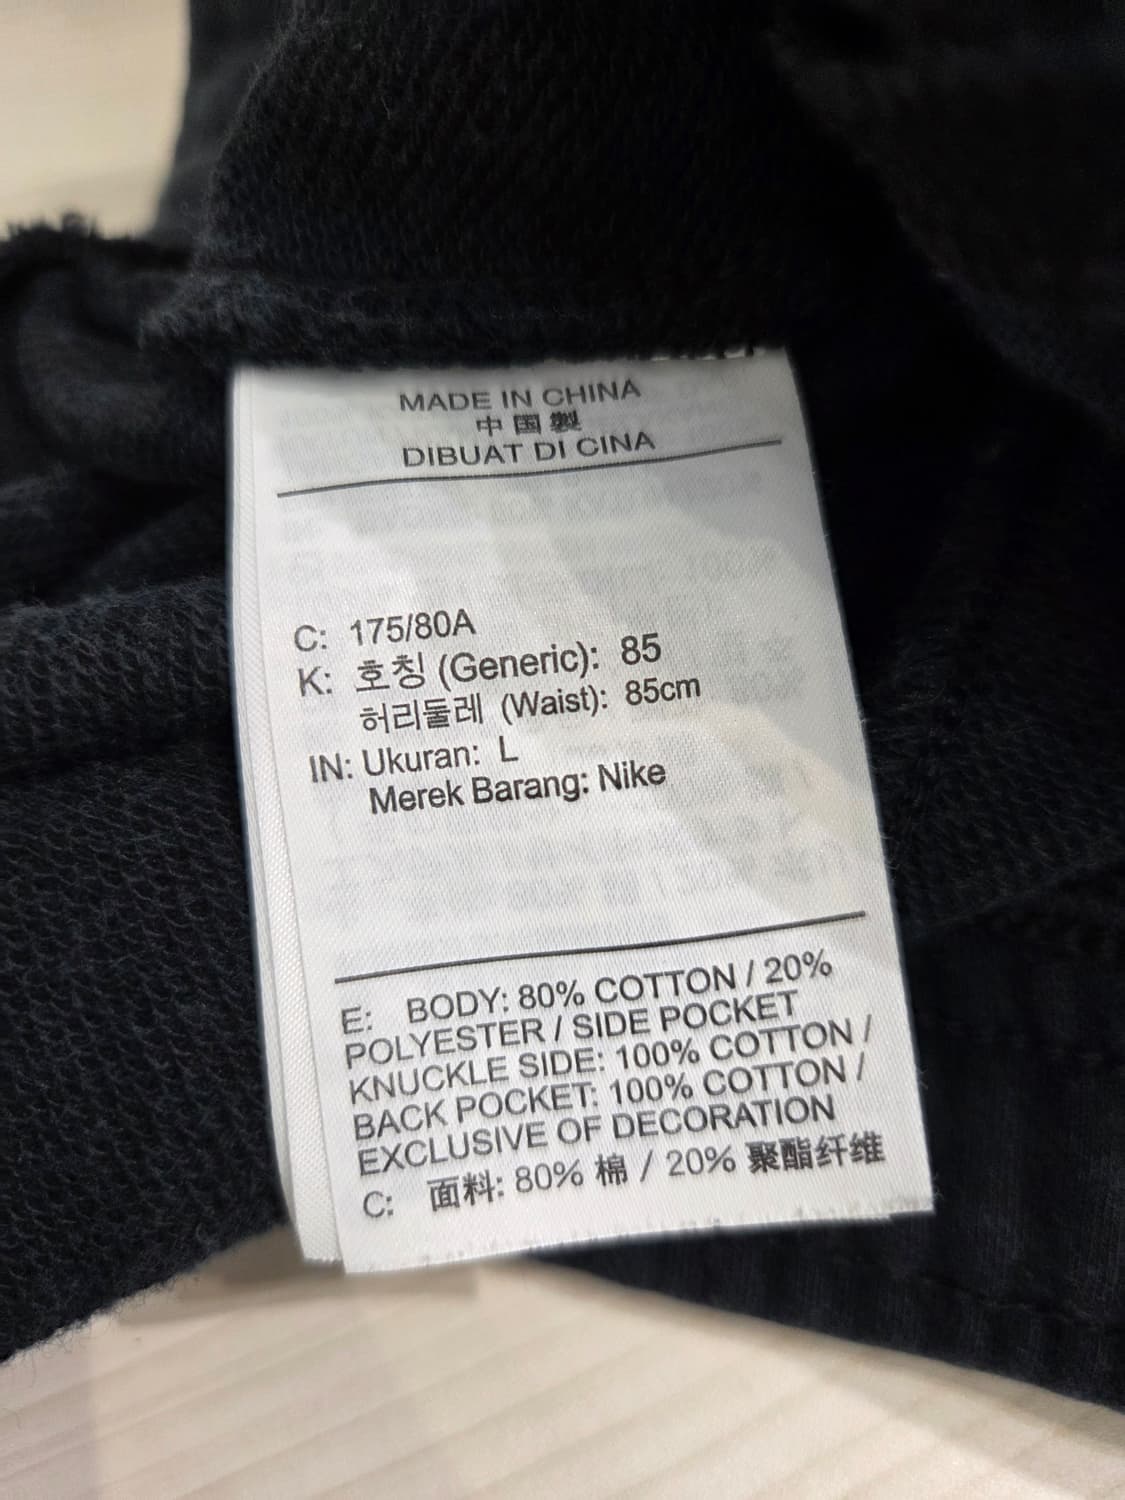 MADE IN CHINA
中国製
DIBUAT DI CINA
C: 175/80A
K: 호칭 (Generic): 85
허리둘레 (Waist): 85cm
IN: Ukuran: L
Merek Barang: Nike
E: BODY: 80% COTTON / 20%
POLYESTER / SIDE POCKET
KNUCKLE SIDE: 100% COTTON /
BACK POCKET: 100% COTTON /
EXCLUSIVE OF DECORATION
C: 面料: 80% 棉 / 20% 聚酯纤维